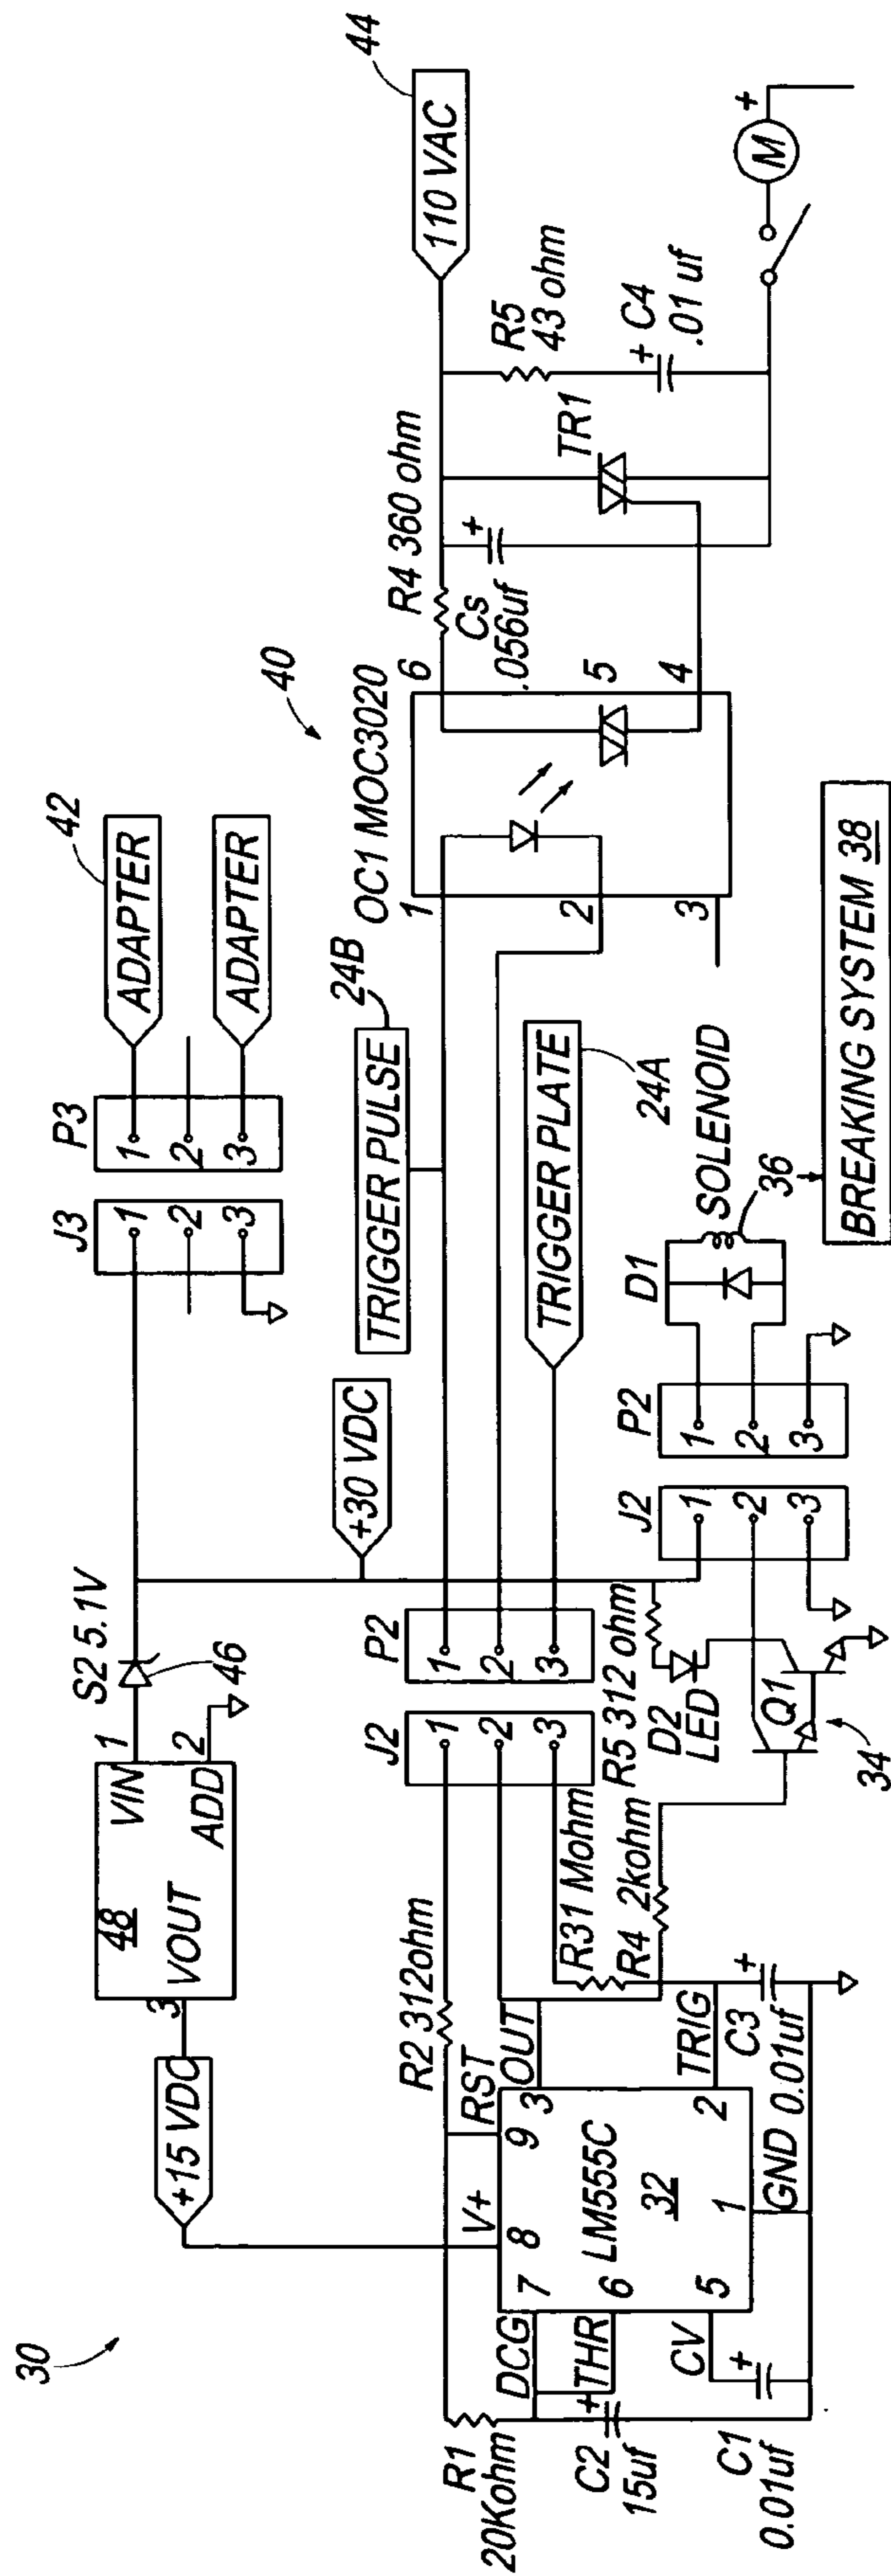 30
+15 VDC
3
48
VOUT
VIN
ADD
1
2
S2 5.1V
46
+30 VDC
J3
1
2
3
P3
1
2
3
ADAPTER
42
ADAPTER
V+
RST
R2 312ohm
R1
20Kohm
DCG
THR
CV
7
8
9
6
5
3
2
1
LM555C
32
OUT
TRIG
GND
C2
15uf
C1
0.01uf
C3
0.01uf
R31 Mohm
R4 2kohm
J2
1
2
3
P2
1
2
3
TRIGGER PULSE
24B
TRIGGER PLATE
24A
R5 312 ohm
D2
LED
Q1
34
J2
1
2
3
P2
1
2
3
D1
SOLENOID
36
BREAKING SYSTEM 38
40
OC1 MOC3020
1
2
3
6
5
4
R4 360 ohm
Cs
.056uf
+
TR1
R5
43 ohm
C4
.01 uf
+
110 VAC
44
M
+
+
+
+